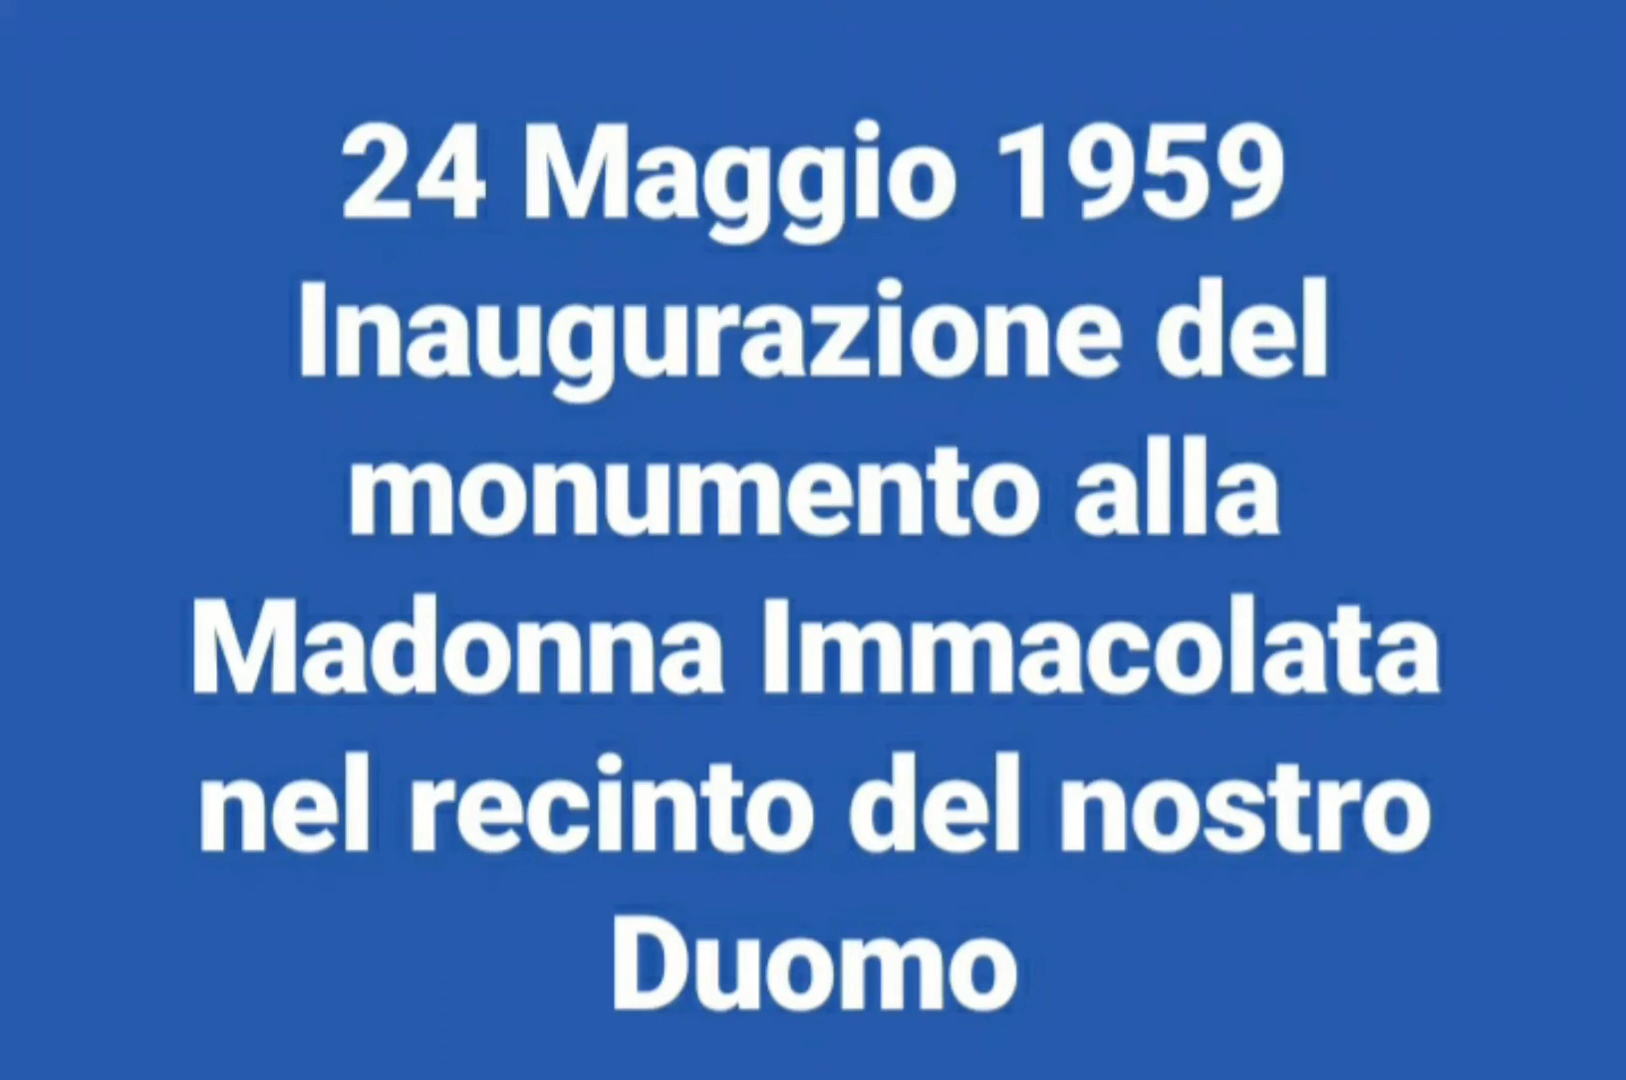 24 Maggio 1959
Inaugurazione del
monumento alla
Madonna Immacolata
nel recinto del nostro
Duomo